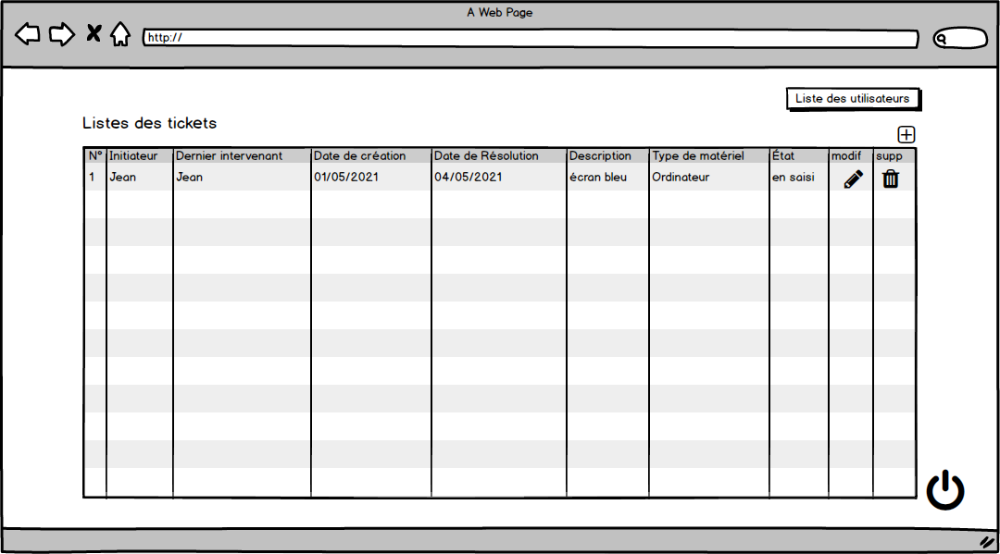 A Web Page
http://
Liste des utilisateurs
Listes des tickets
N° Initiateur Dernier intervenant Date de création Date de Résolution Description Type de matériel État modif supp
1 Jean Jean 01/05/2021 04/05/2021 écran bleu Ordinateur en saisi